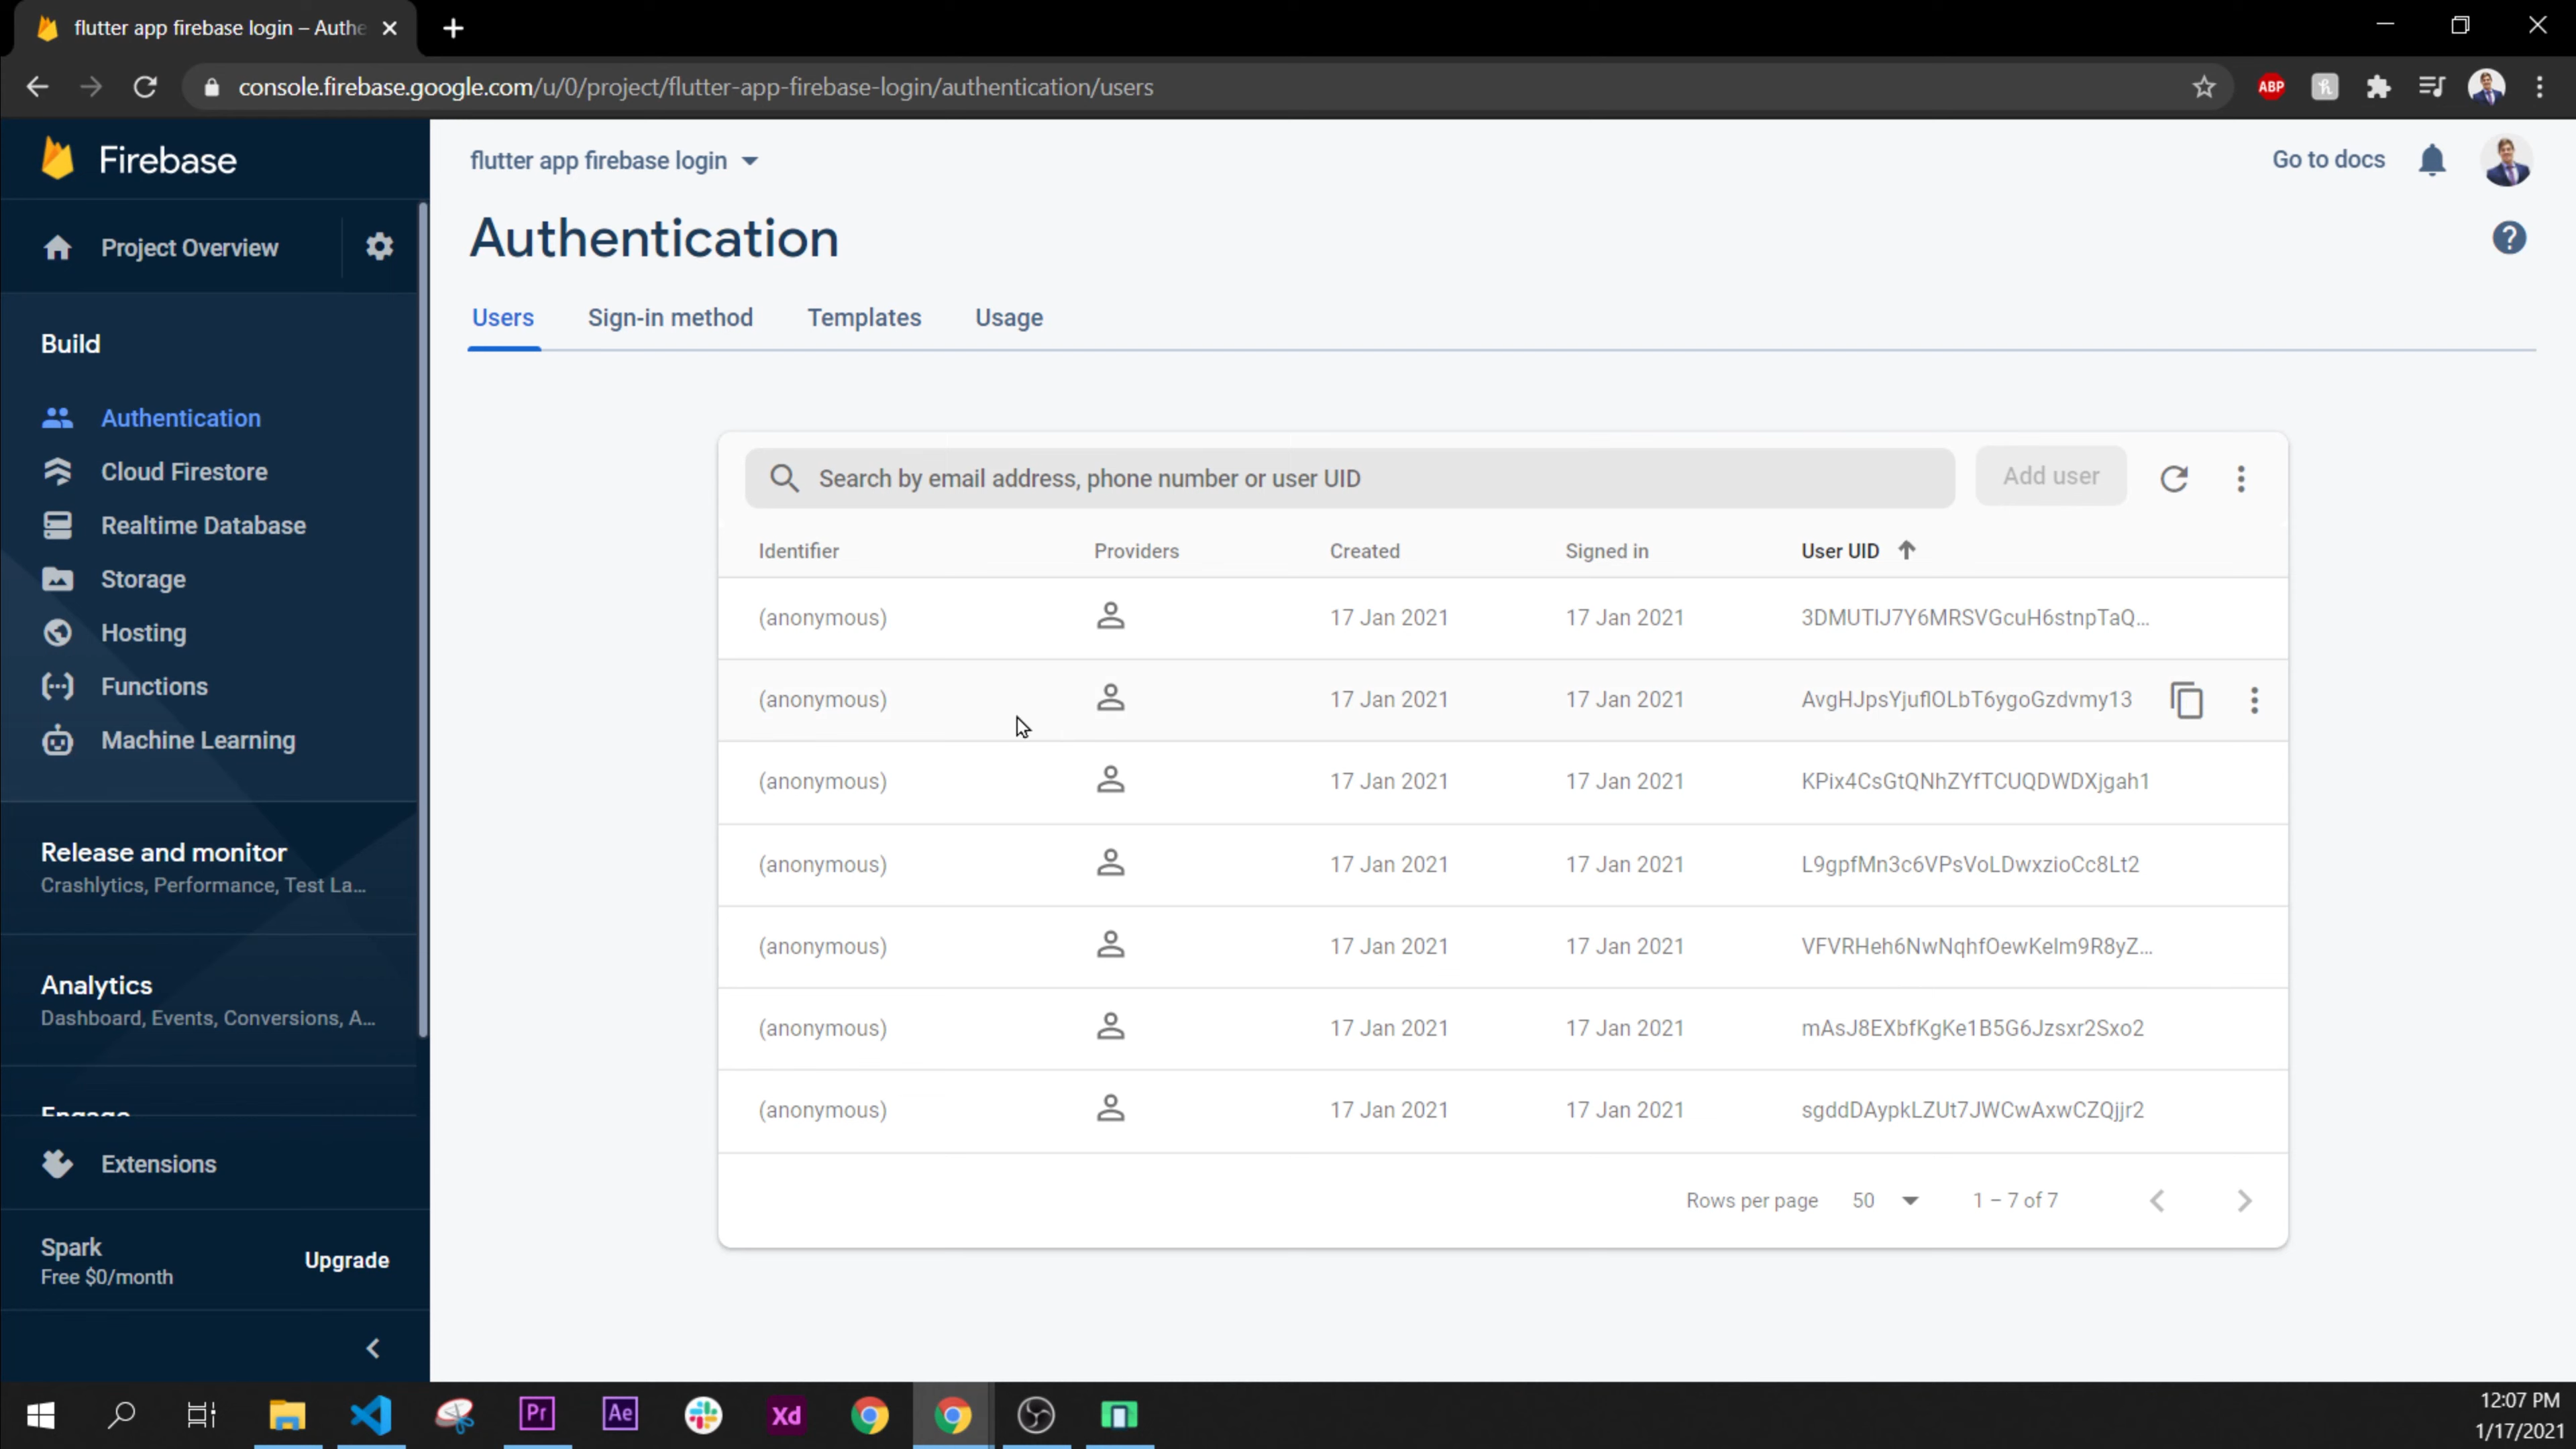 flutter app firebase login – Authe
console.firebase.google.com/u/0/project/flutter-app-firebase-login/authentication/users
ABP
Firebase
flutter app firebase login
Go to docs
Project Overview
Authentication
Users Sign-in method Templates Usage
Build
Authentication
Cloud Firestore
Realtime Database
Storage
Hosting
Functions
Machine Learning
Release and monitor
Crashlytics, Performance, Test La...
Analytics
Dashboard, Events, Conversions, A...
Engage
Extensions
Spark
Free $0/month
Upgrade
Search by email address, phone number or user UID
Add user
Identifier Providers Created Signed in User UID
(anonymous) 17 Jan 2021 17 Jan 2021 3DMUTIJ7Y6MRSVGcuH6stnpTaQ...
(anonymous) 17 Jan 2021 17 Jan 2021 AvgHJpsYjuflOLbT6ygoGzdvmy13
(anonymous) 17 Jan 2021 17 Jan 2021 KPix4CsGtQNhZYfTCUQDWDXjgah1
(anonymous) 17 Jan 2021 17 Jan 2021 L9gpfMn3c6VPsVoLDwxzioCc8Lt2
(anonymous) 17 Jan 2021 17 Jan 2021 VFVRHeh6NwNqhfOewKelm9R8yZ...
(anonymous) 17 Jan 2021 17 Jan 2021 mAsJ8EXbfKgKe1B5G6Jzsxr2Sxo2
(anonymous) 17 Jan 2021 17 Jan 2021 sgddDAypkLZUt7JWCwAxwCZQjjr2
Rows per page 50 1 – 7 of 7
Pr Ae Xd
12:07 PM
1/17/2021